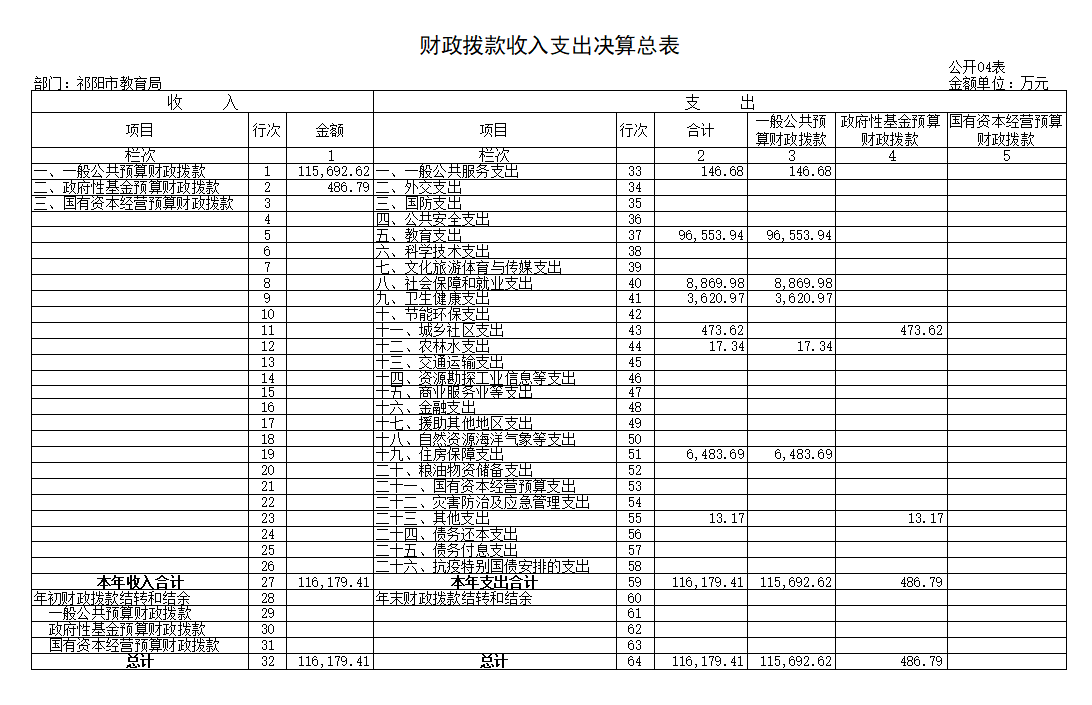 财政拨款收入支出决算总表
公开04表
部门：祁阳市教育局 金额单位：万元
收 入 支 出
项目 行次 金额 项目 行次 合计 一般公共预算财政拨款 政府性基金预算财政拨款 国有资本经营预算财政拨款
栏次 1 栏次 2 3 4 5
一、一般公共预算财政拨款 1 115,692.62 一、一般公共服务支出 33 146.68 146.68
二、政府性基金预算财政拨款 2 486.79 二、外交支出 34
三、国有资本经营预算财政拨款 3 三、国防支出 35
4 四、公共安全支出 36
5 五、教育支出 37 96,553.94 96,553.94
6 六、科学技术支出 38
7 七、文化旅游体育与传媒支出 39
8 八、社会保障和就业支出 40 8,869.98 8,869.98
9 九、卫生健康支出 41 3,620.97 3,620.97
10 十、节能环保支出 42
11 十一、城乡社区支出 43 473.62 473.62
12 十二、农林水支出 44 17.34 17.34
13 十三、交通运输支出 45
14 十四、资源勘探工业信息等支出 46
15 十五、商业服务业等支出 47
16 十六、金融支出 48
17 十七、援助其他地区支出 49
18 十八、自然资源海洋气象等支出 50
19 十九、住房保障支出 51 6,483.69 6,483.69
20 二十、粮油物资储备支出 52
21 二十一、国有资本经营预算支出 53
22 二十二、灾害防治及应急管理支出 54
23 二十三、其他支出 55 13.17 13.17
24 二十四、债务还本支出 56
25 二十五、债务付息支出 57
26 二十六、抗疫特别国债安排的支出 58
本年收入合计 27 116,179.41 本年支出合计 59 116,179.41 115,692.62 486.79
年初财政拨款结转和结余 28 年末财政拨款结转和结余 60
一般公共预算财政拨款 29 61
政府性基金预算财政拨款 30 62
国有资本经营预算财政拨款 31 63
总计 32 116,179.41 总计 64 116,179.41 115,692.62 486.79